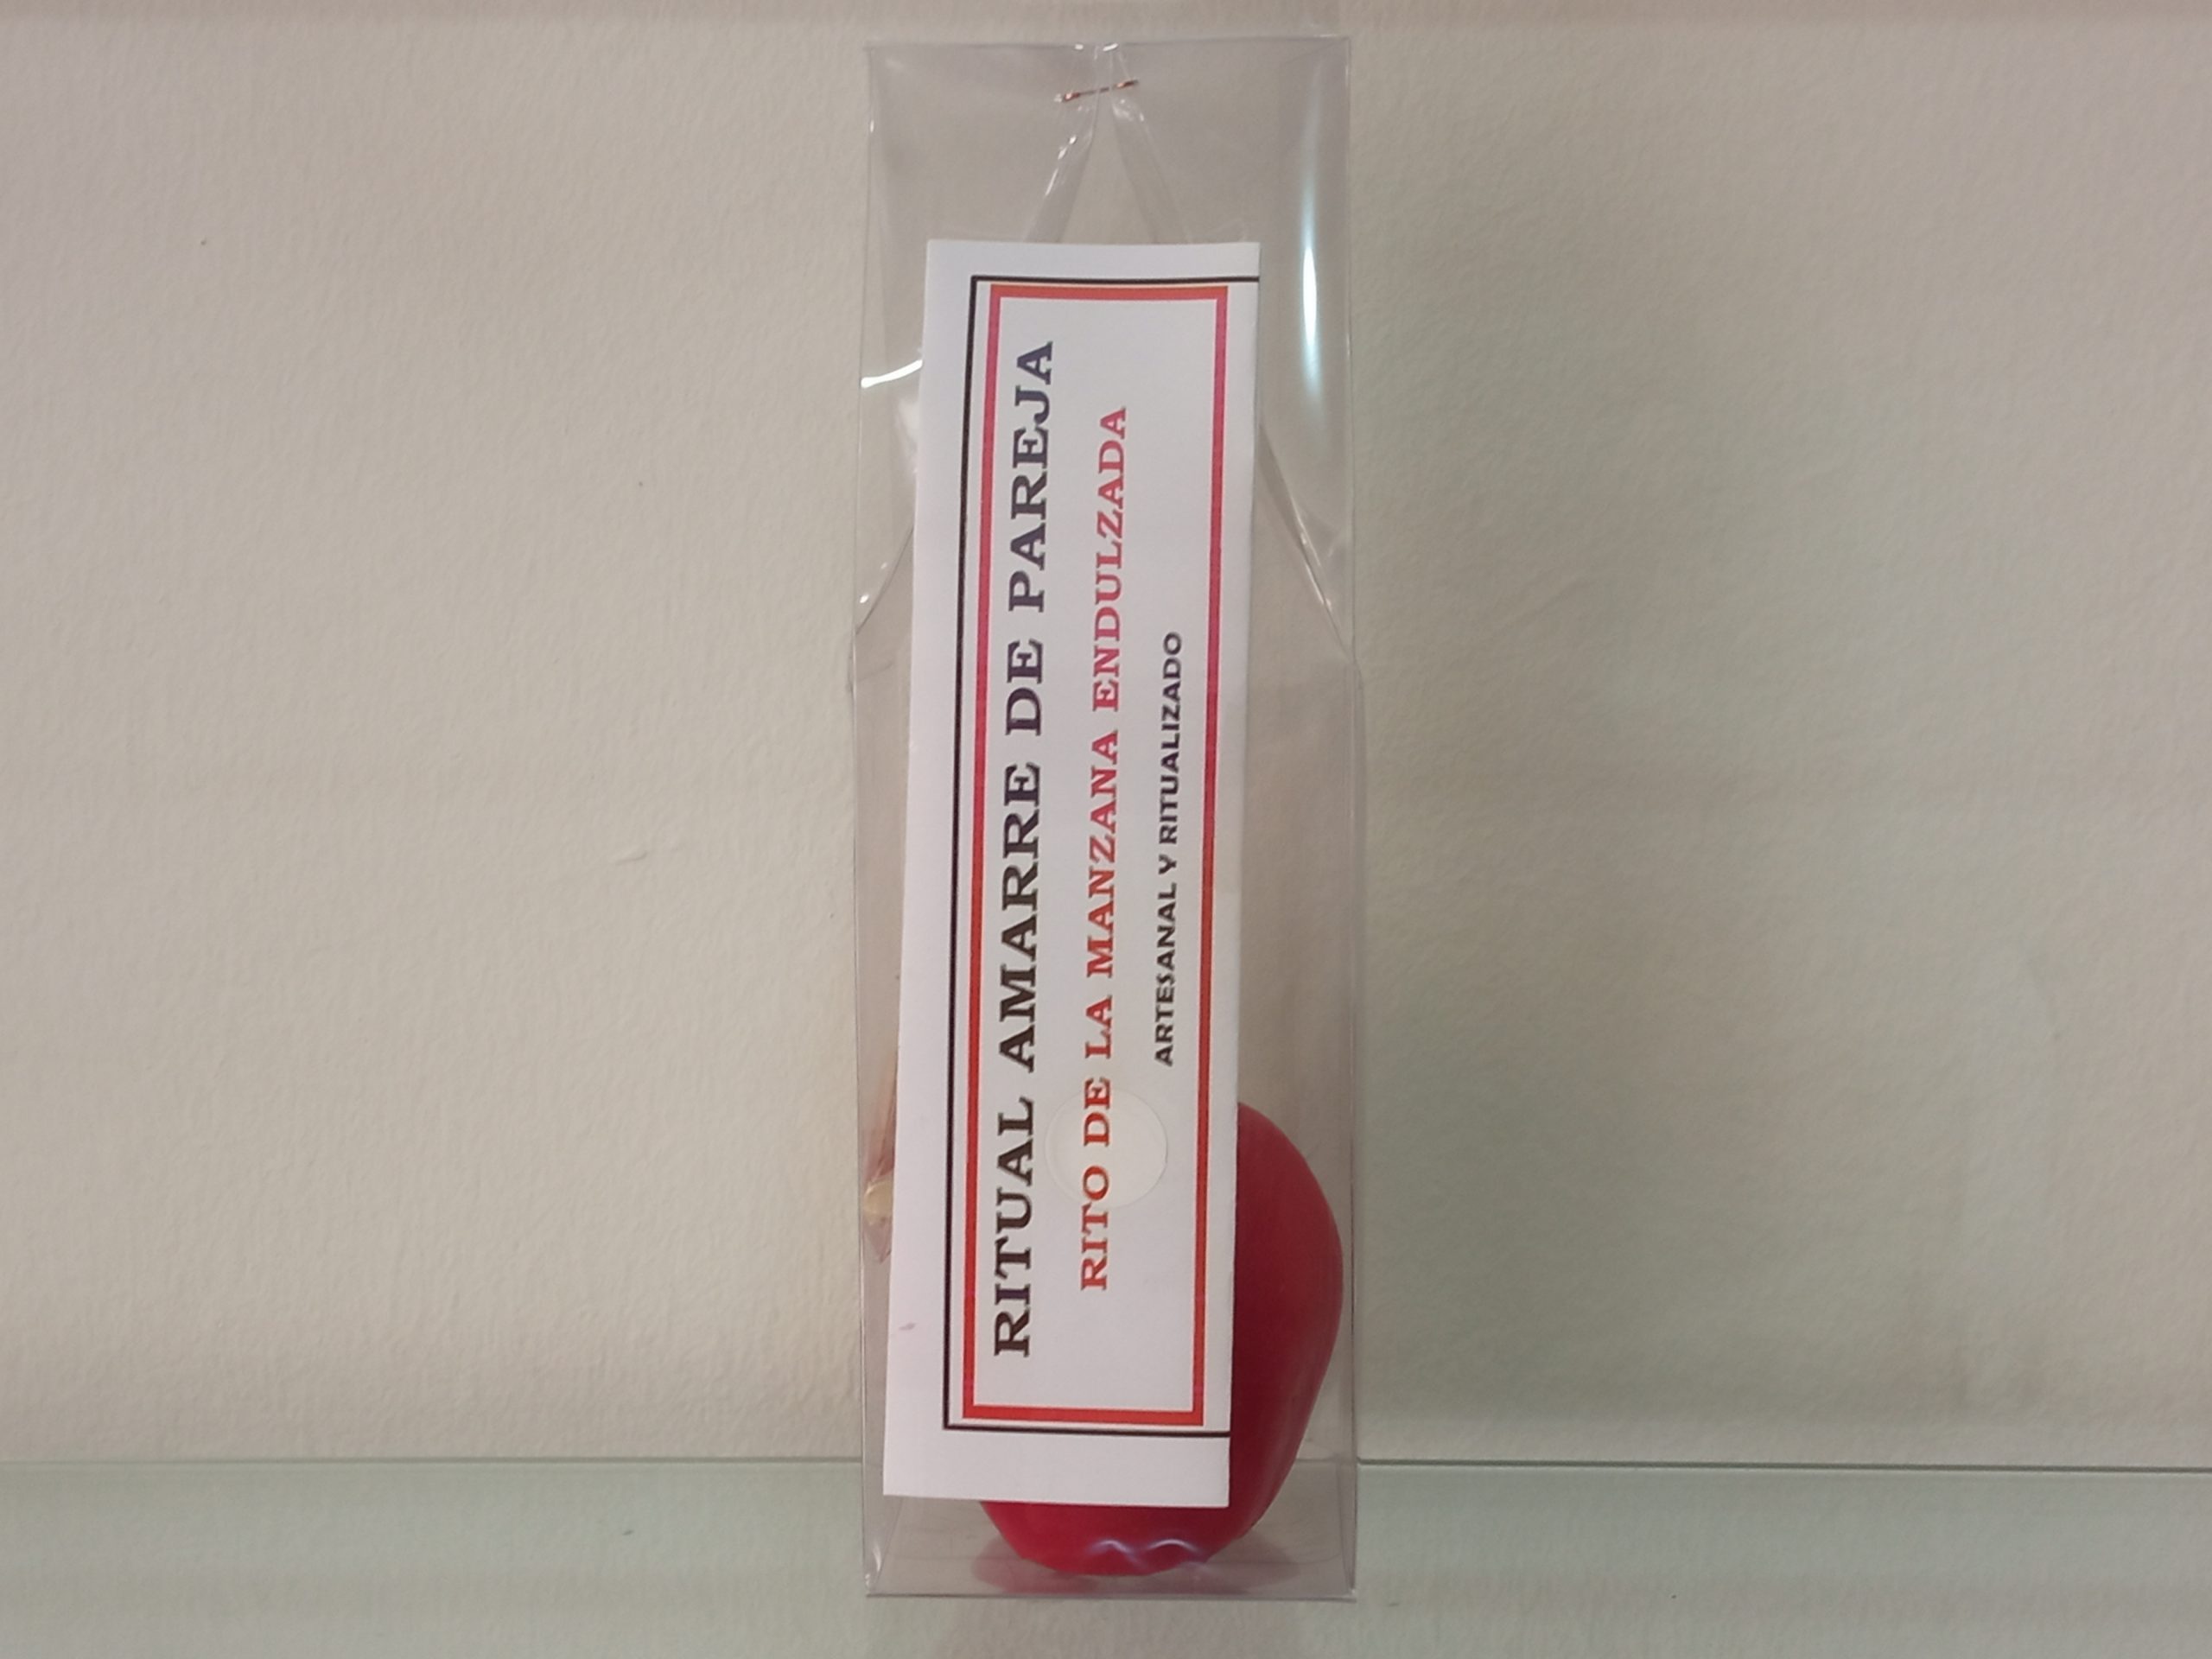 RITUAL AMARRE DE PAREJA
RITO DE LA MANZANA ENDULZADA
ARTESANAL Y RITUALIZADO